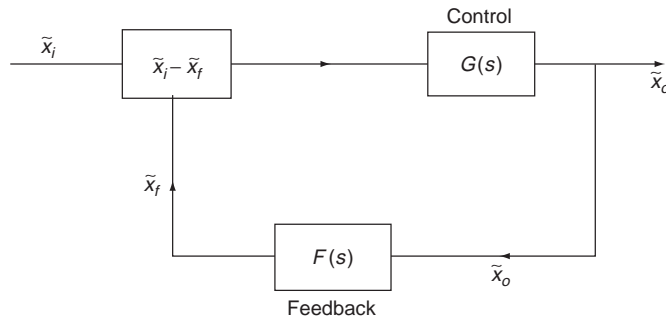 Control
x̃ᵢ
x̃ᵢ – x̃f
G(s)
x̃ₒ
x̃f
F(s)
x̃ₒ
Feedback